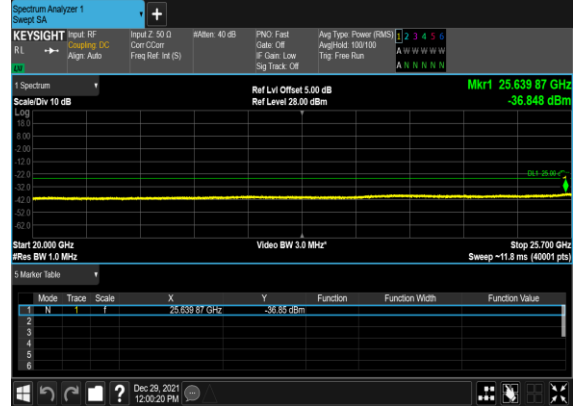 Spectrum Analyzer 1
Swept SA
+
KEYSIGHT Input: RF Input Z: 50 Ω #Atten: 40 dB PNO: Fast Avg Type: Power (RMS) 1 2 3 4 5 6
RL Coupling: DC Corr CCorr Gate: Off Avg|Hold: 100/100 A W W W W W
Align: Auto Freq Ref: Int (S) IF Gain: Low Trig: Free Run
Sig Track: Off A N N N N N
1 Spectrum Ref Lvl Offset 5.00 dB Mkr1 25.639 87 GHz
Scale/Div 10 dB Ref Level 28.00 dBm -36.848 dBm
Log
18.0
8.00
-2.00
-12.0
-22.0
-32.0
-42.0
-52.0
-62.0
Start 20.000 GHz Video BW 3.0 MHz* Stop 25.700 GHz
#Res BW 1.0 MHz Sweep ~11.8 ms (40001 pts)
5 Marker Table
Mode Trace Scale X Y Function Function Width Function Value
1 N 1 f 25.639 87 GHz -36.85 dBm
2
3
4
5
6
? Dec 29, 2021
12:00:20 PM